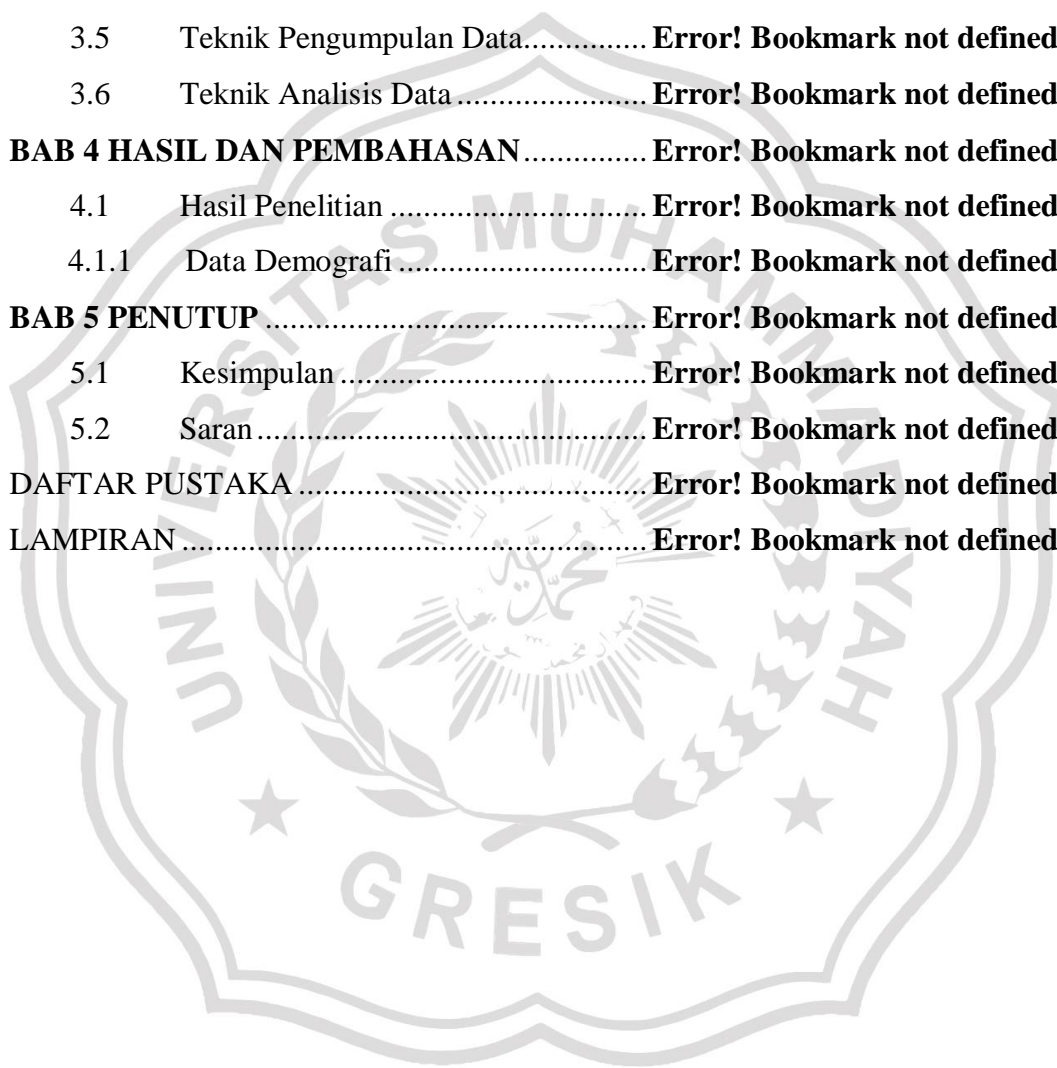 3.5 Teknik Pengumpulan Data............... Error! Bookmark not defined
3.6 Teknik Analisis Data...................... Error! Bookmark not defined
BAB 4 HASIL DAN PEMBAHASAN............... Error! Bookmark not defined
4.1 Hasil Penelitian.............................. Error! Bookmark not defined
4.1.1 Data Demografi............................. Error! Bookmark not defined
BAB 5 PENUTUP............................................. Error! Bookmark not defined
5.1 Kesimpulan.................................... Error! Bookmark not defined
5.2 Saran.............................................. Error! Bookmark not defined
DAFTAR PUSTAKA......................................... Error! Bookmark not defined
LAMPIRAN....................................................... Error! Bookmark not defined
UNIVERSITAS MUHAMMADIYAH
GRESIK